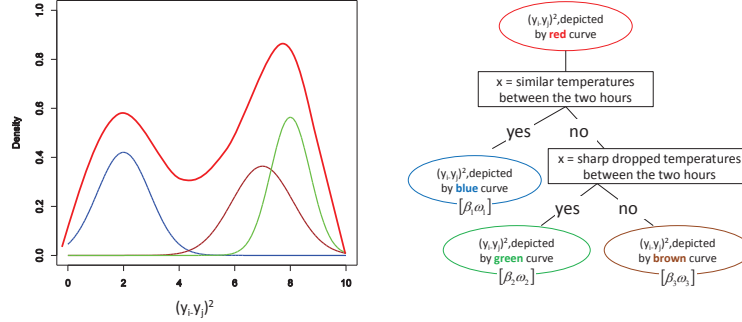 1.0
0.8
0.6
0.4
0.2
0.0
Density
0 2 4 6 8 10
(yᵢ-yⱼ)²
(yᵢ,yⱼ)²,depicted
by red curve
x = similar temperatures
between the two hours
yes no
(yᵢ,yⱼ)²,depicted
by blue curve
[β₁ω₁]
x = sharp dropped temperatures
between the two hours
yes no
(yᵢ,yⱼ)²,depicted
by green curve
[β₂ω₂]
(yᵢ,yⱼ)²,depicted
by brown curve
[β₃ω₃]